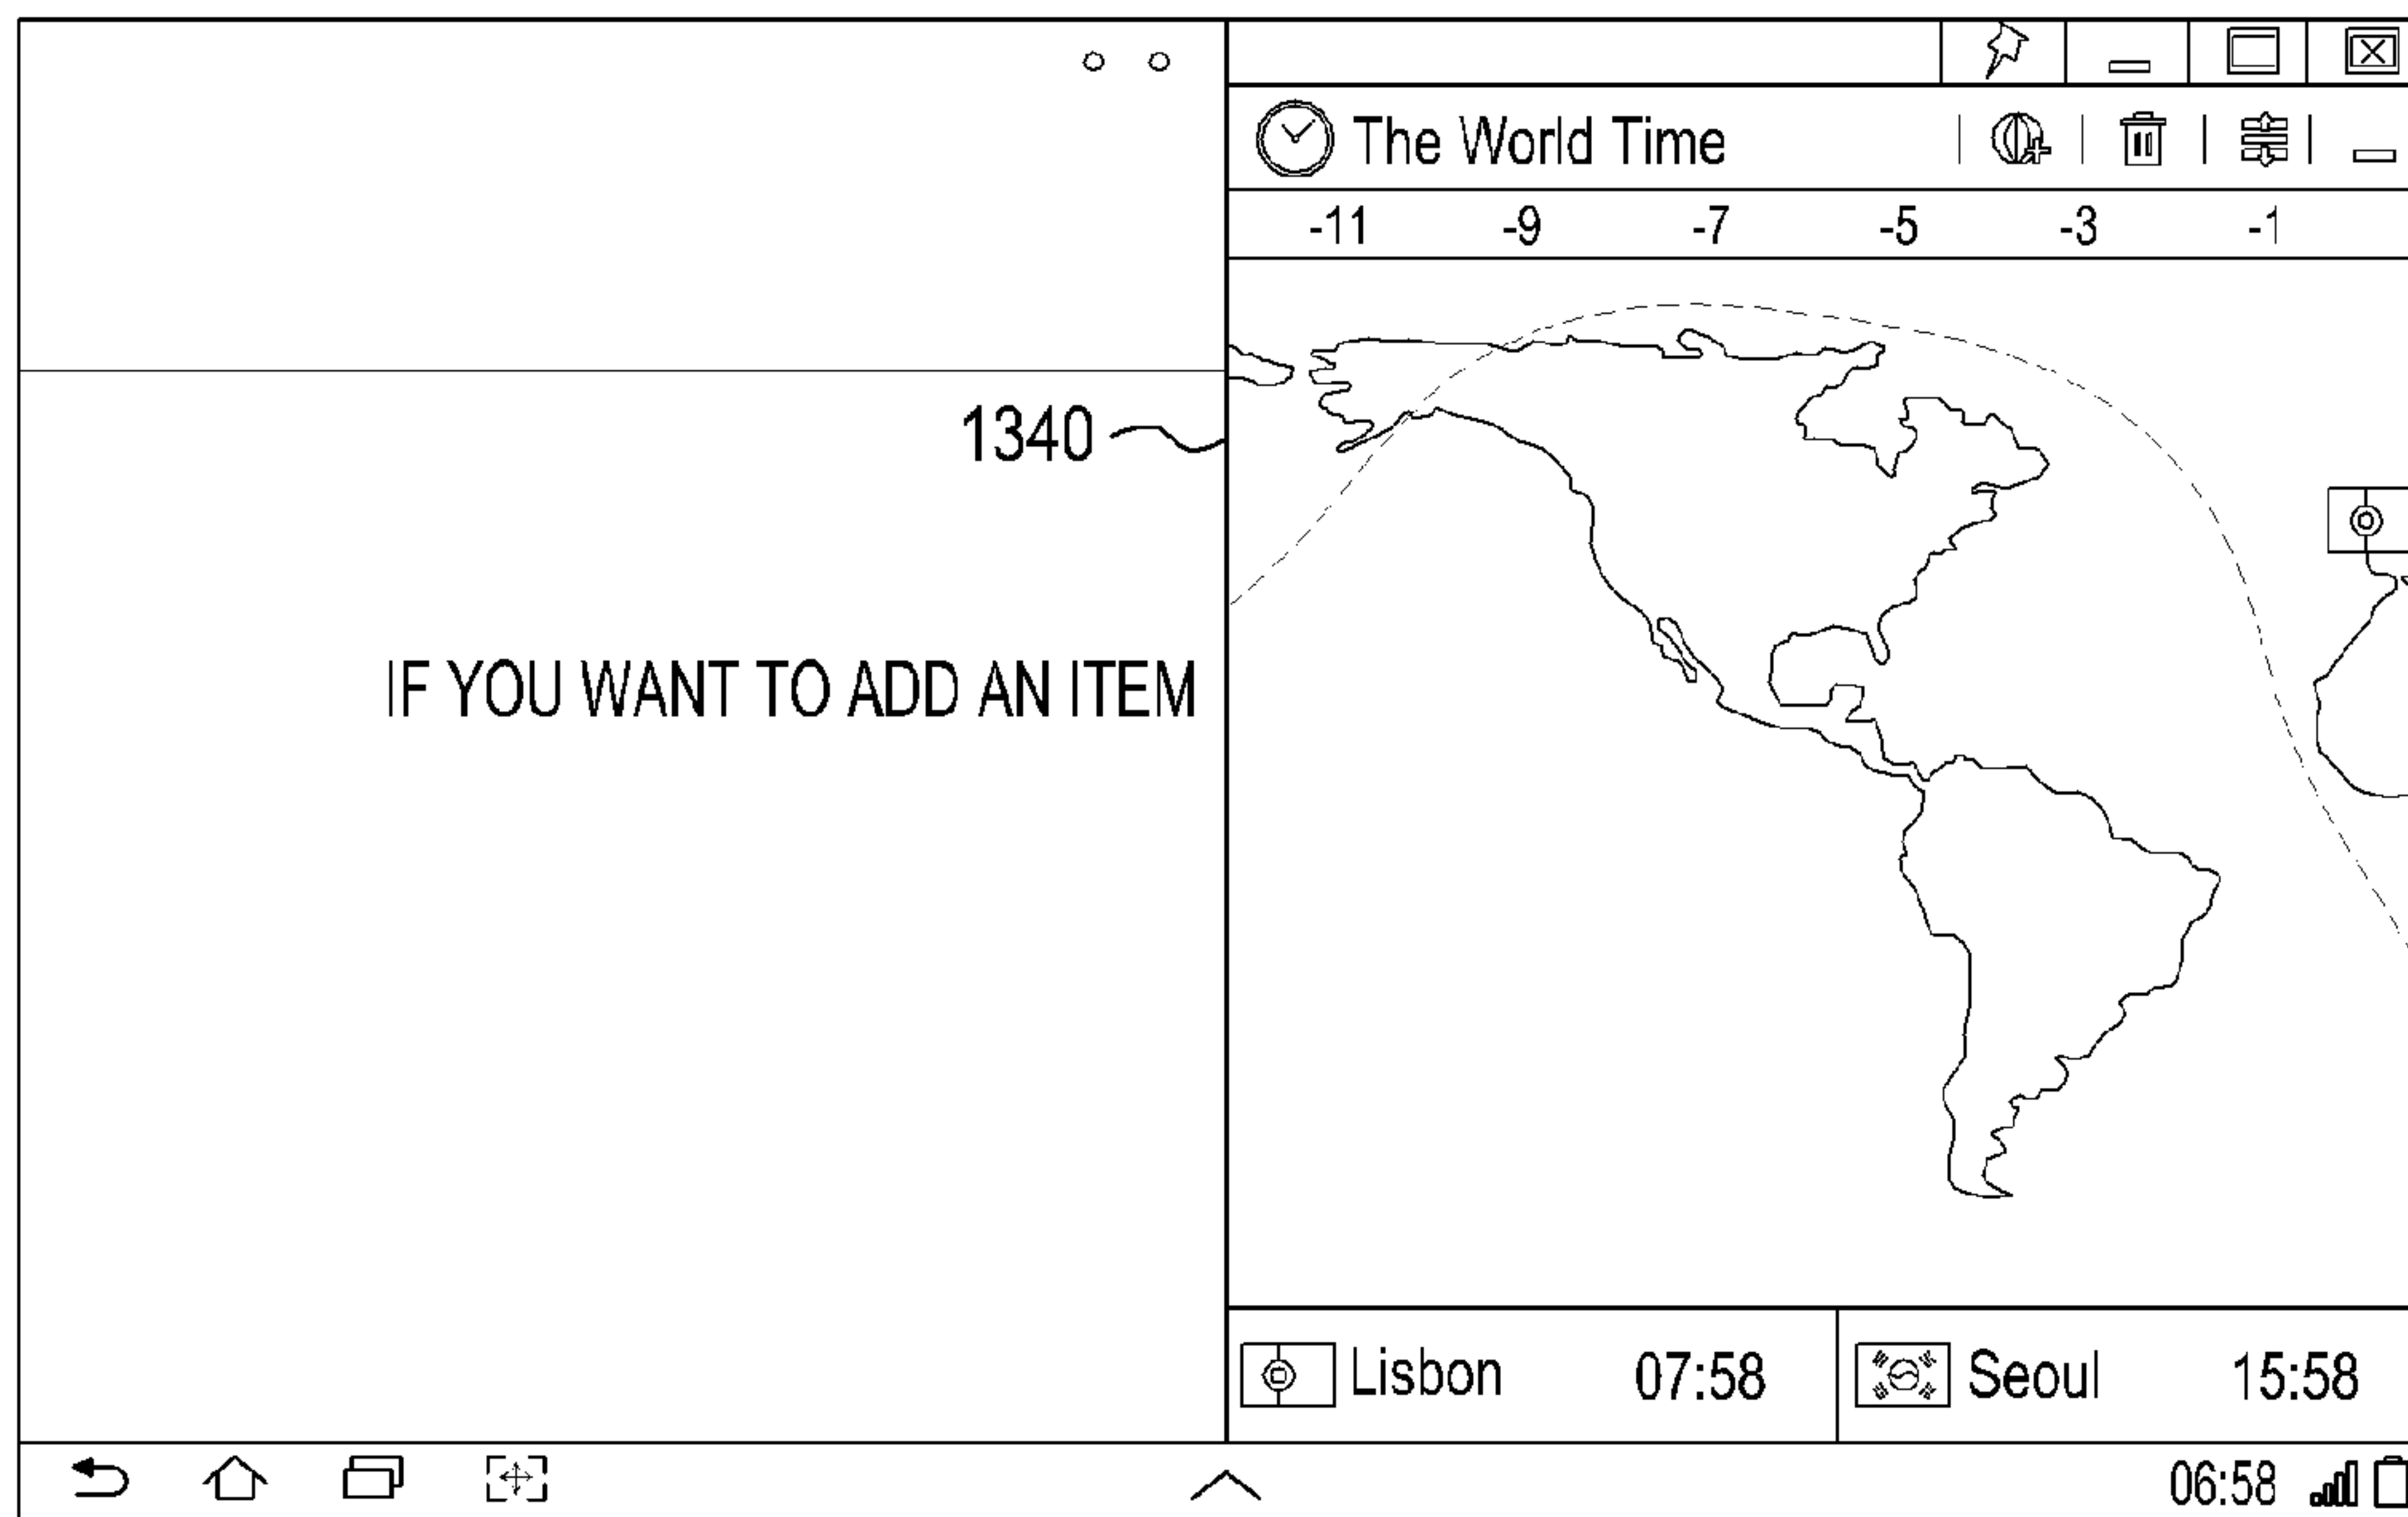 The World Time
-11 -9 -7 -5 -3 -1
1340
IF YOU WANT TO ADD AN ITEM
Lisbon 07:58 Seoul 15:58
06:58